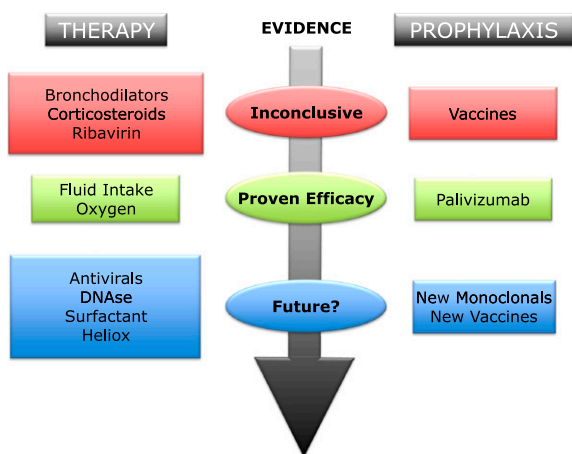 THERAPY
EVIDENCE
PROPHYLAXIS
Bronchodilators
Corticosteroids
Ribavirin
Inconclusive
Vaccines
Fluid Intake
Oxygen
Proven Efficacy
Palivizumab
Antivirals
DNAse
Surfactant
Heliox
Future?
New Monoclonals
New Vaccines